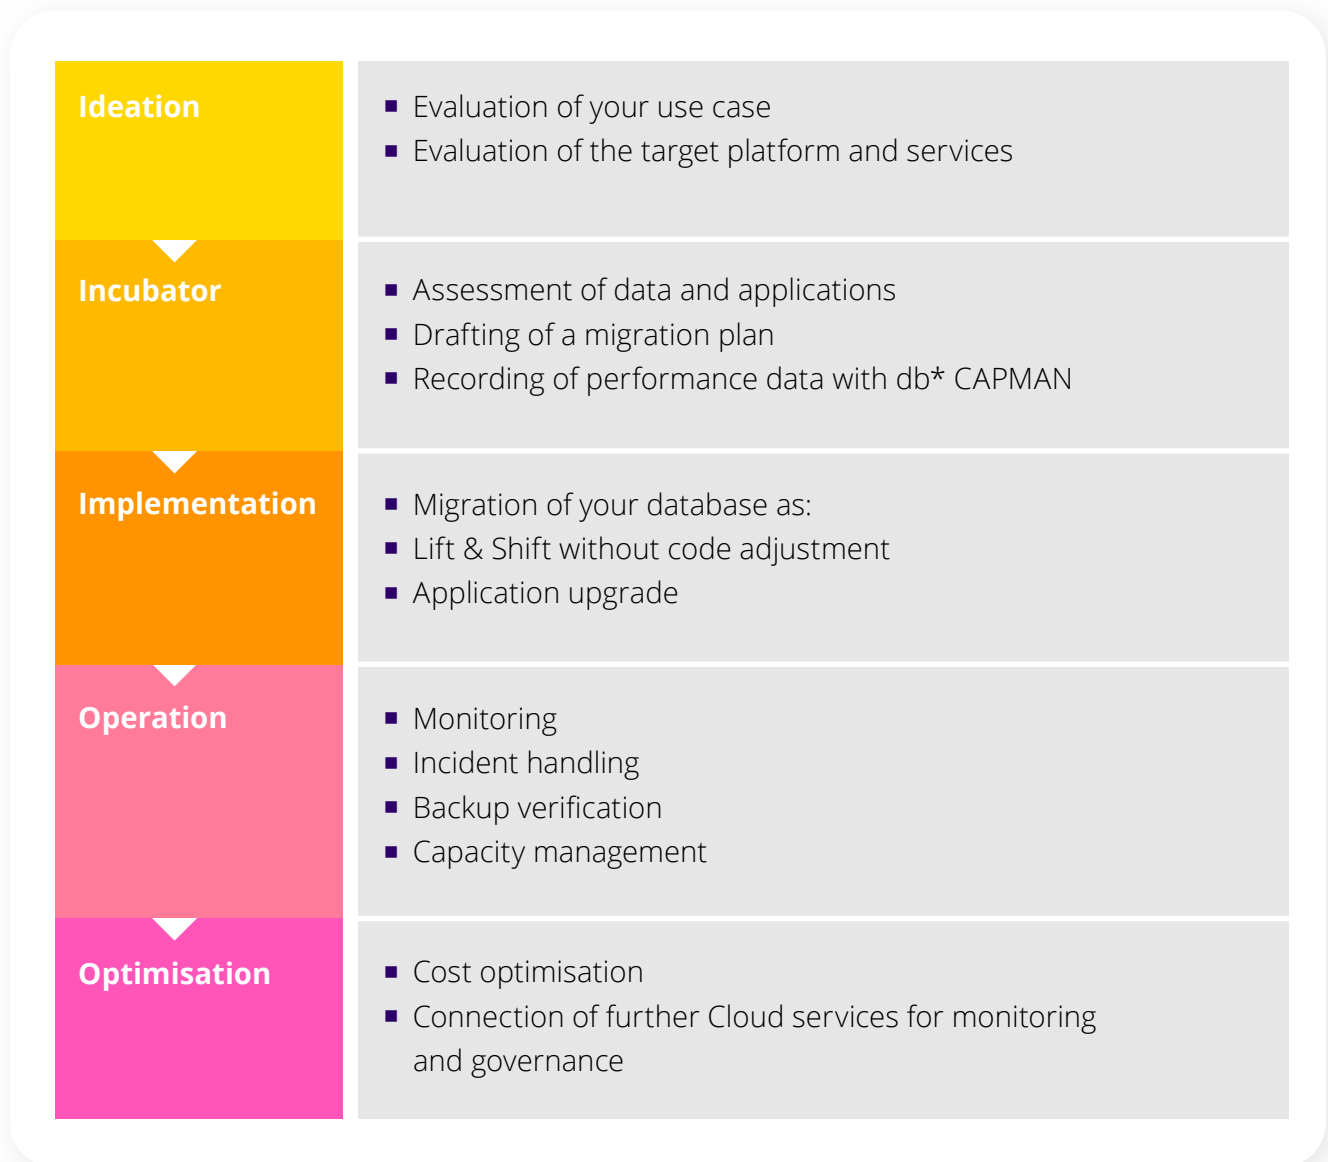 Ideation
▪ Evaluation of your use case
▪ Evaluation of the target platform and services
Incubator
▪ Assessment of data and applications
▪ Drafting of a migration plan
▪ Recording of performance data with db* CAPMAN
Implementation
▪ Migration of your database as:
▪ Lift & Shift without code adjustment
▪ Application upgrade
Operation
▪ Monitoring
▪ Incident handling
▪ Backup verification
▪ Capacity management
Optimisation
▪ Cost optimisation
▪ Connection of further Cloud services for monitoring
and governance